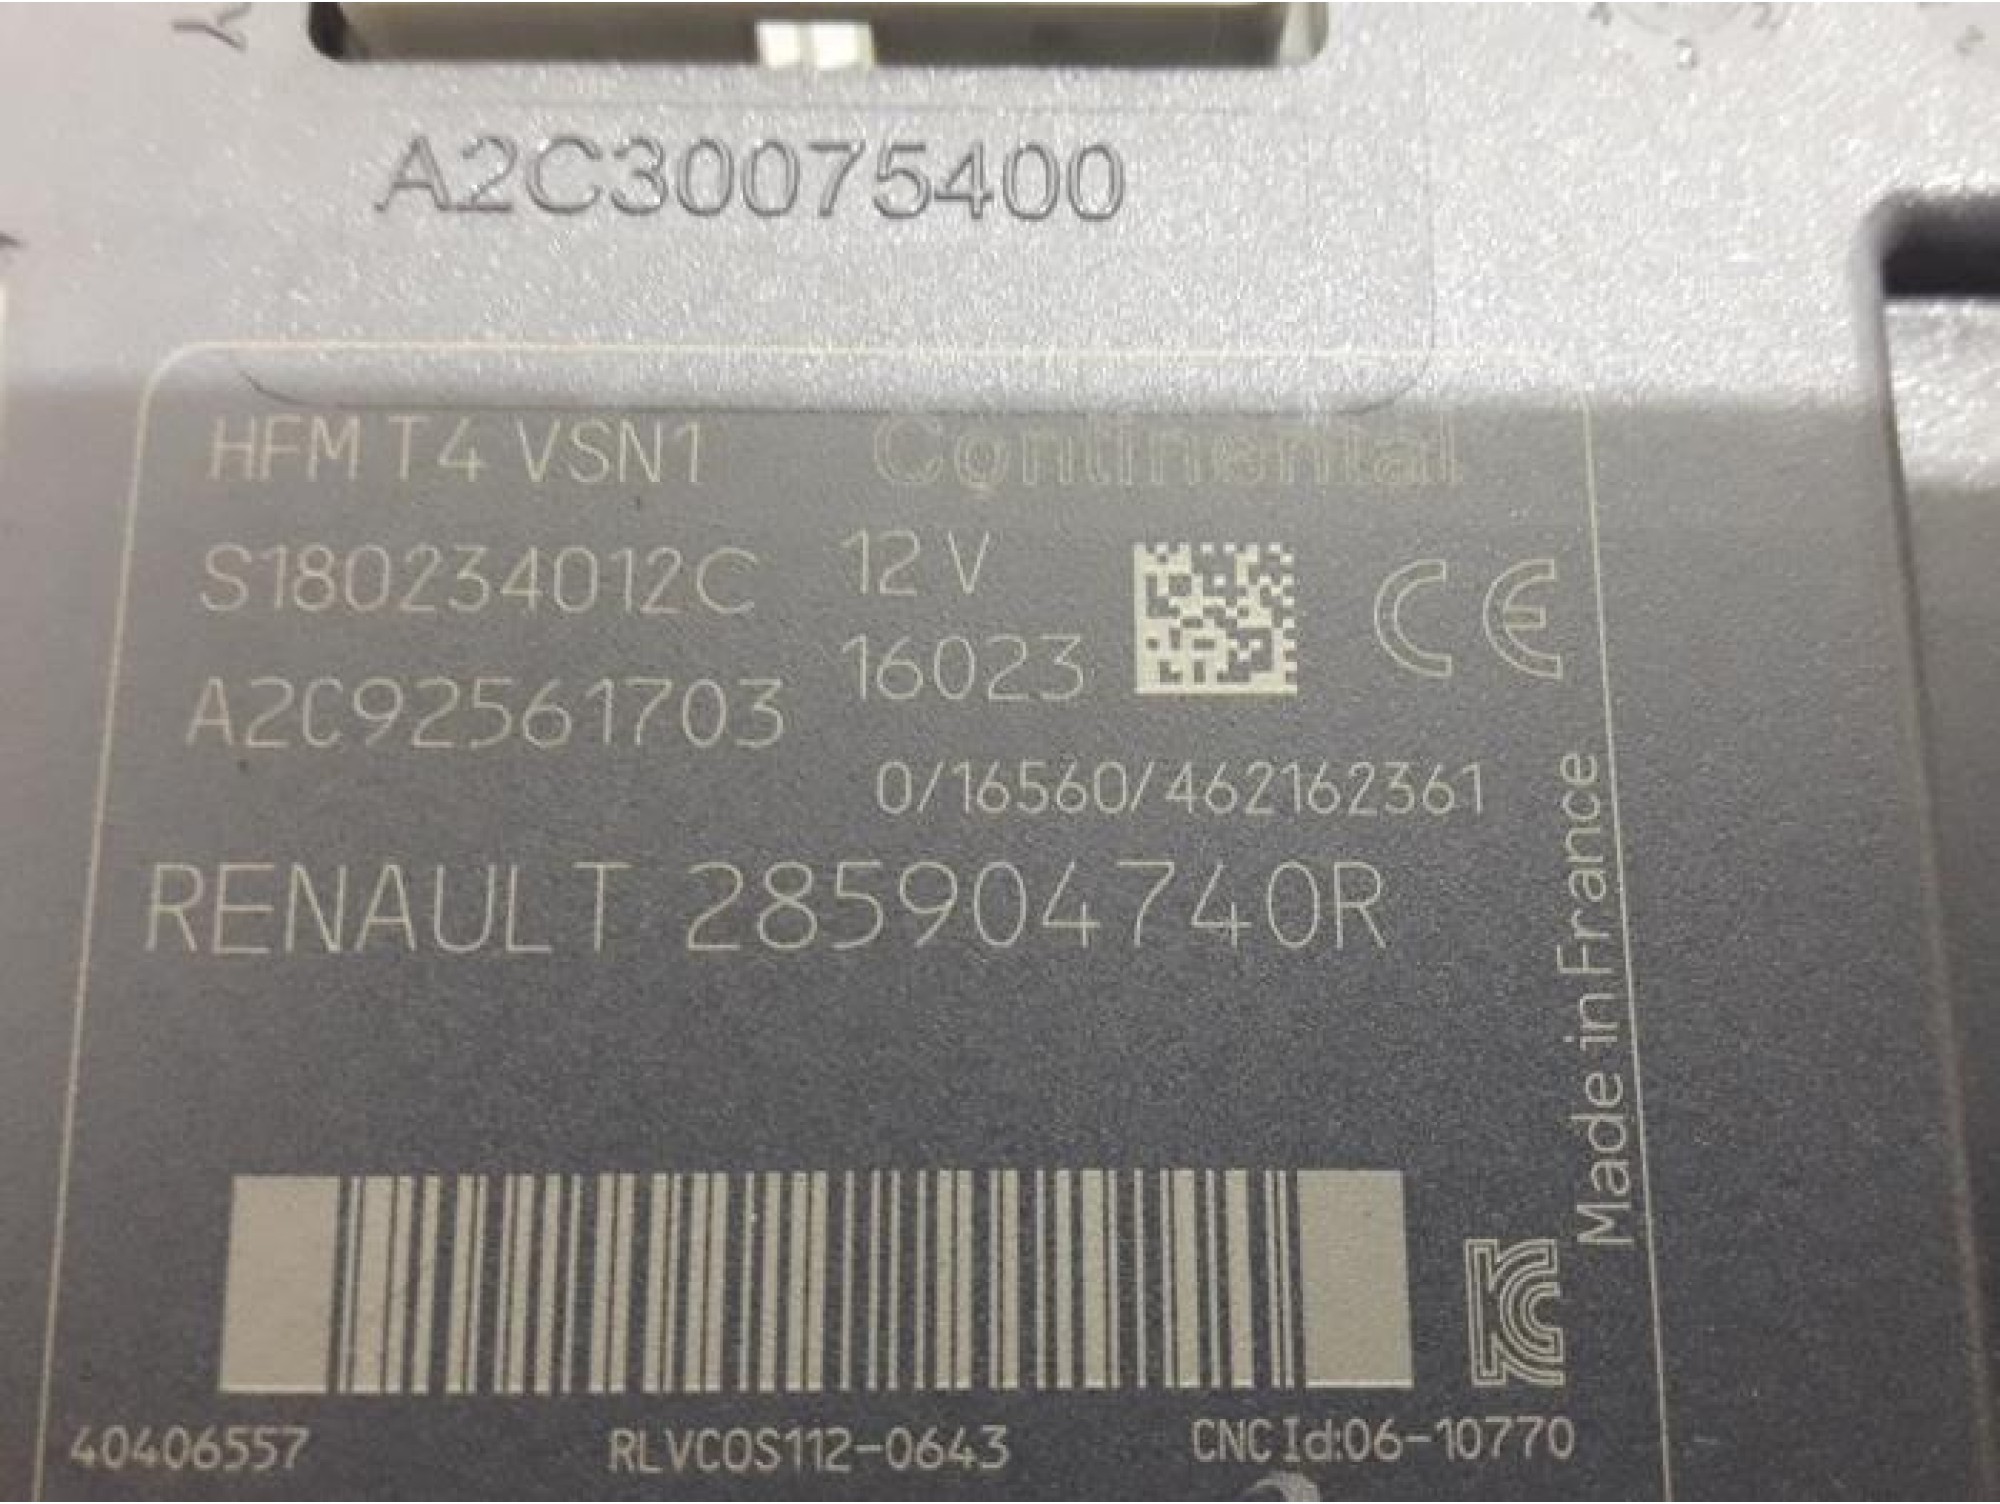 A2C30075400
HFM T4 VSN1 Continental
S180234012C 12 V
CE
16023
A2C92561703
0/16560/462162361
RENAULT 285904740R
Made in France
40406557 RLVCOS112-0643 CNC Id:06-10770